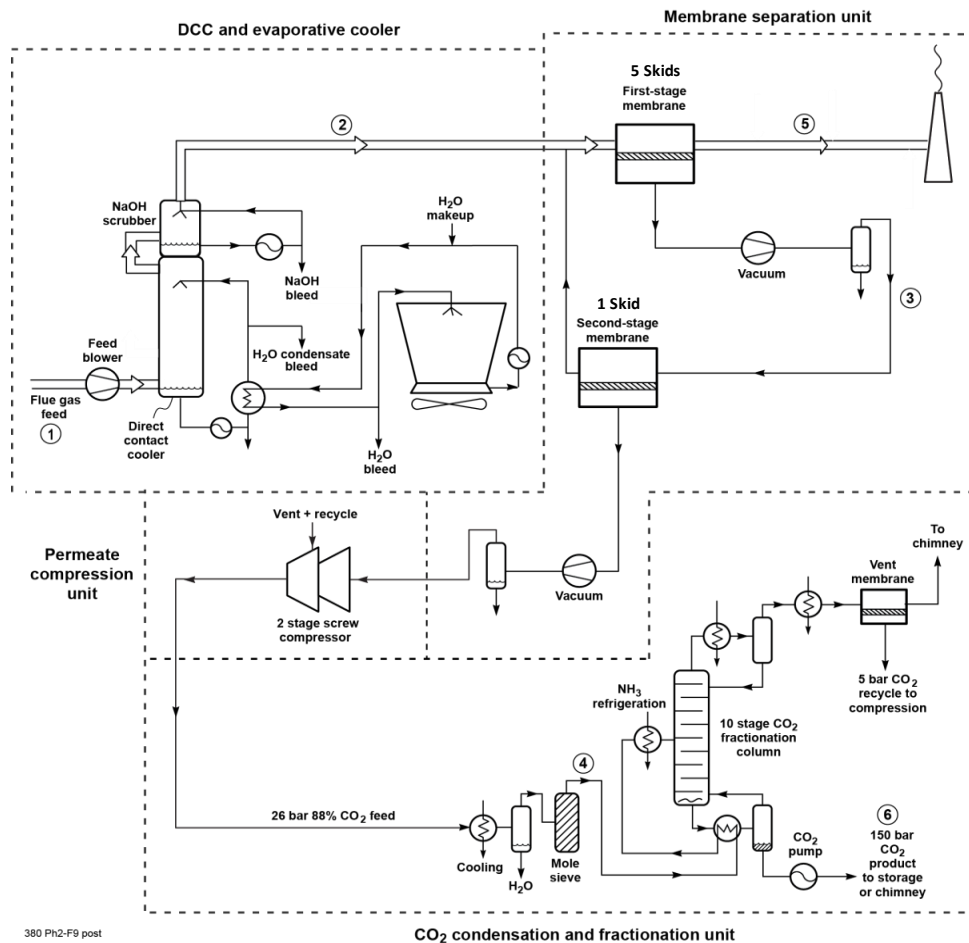 DCC and evaporative cooler
Membrane separation unit
5 Skids
First-stage
membrane
2
5
NaOH
scrubber
H₂O
makeup
NaOH
bleed
Vacuum
3
1 Skid
Second-stage
membrane
Feed
blower
H₂O condensate
bleed
Flue gas
feed
1
Direct
contact
cooler
H₂O
bleed
Permeate
compression
unit
Vent + recycle
2 stage screw
compressor
Vacuum
To
chimney
Vent
membrane
5 bar CO₂
recycle to
compression
NH₃
refrigeration
10 stage CO₂
fractionation
column
4
26 bar 88% CO₂ feed
Cooling
H₂O
Mole
sieve
CO₂
pump
6
150 bar
CO₂
product
to storage
or chimney
380 Ph2-F9 post
CO₂ condensation and fractionation unit